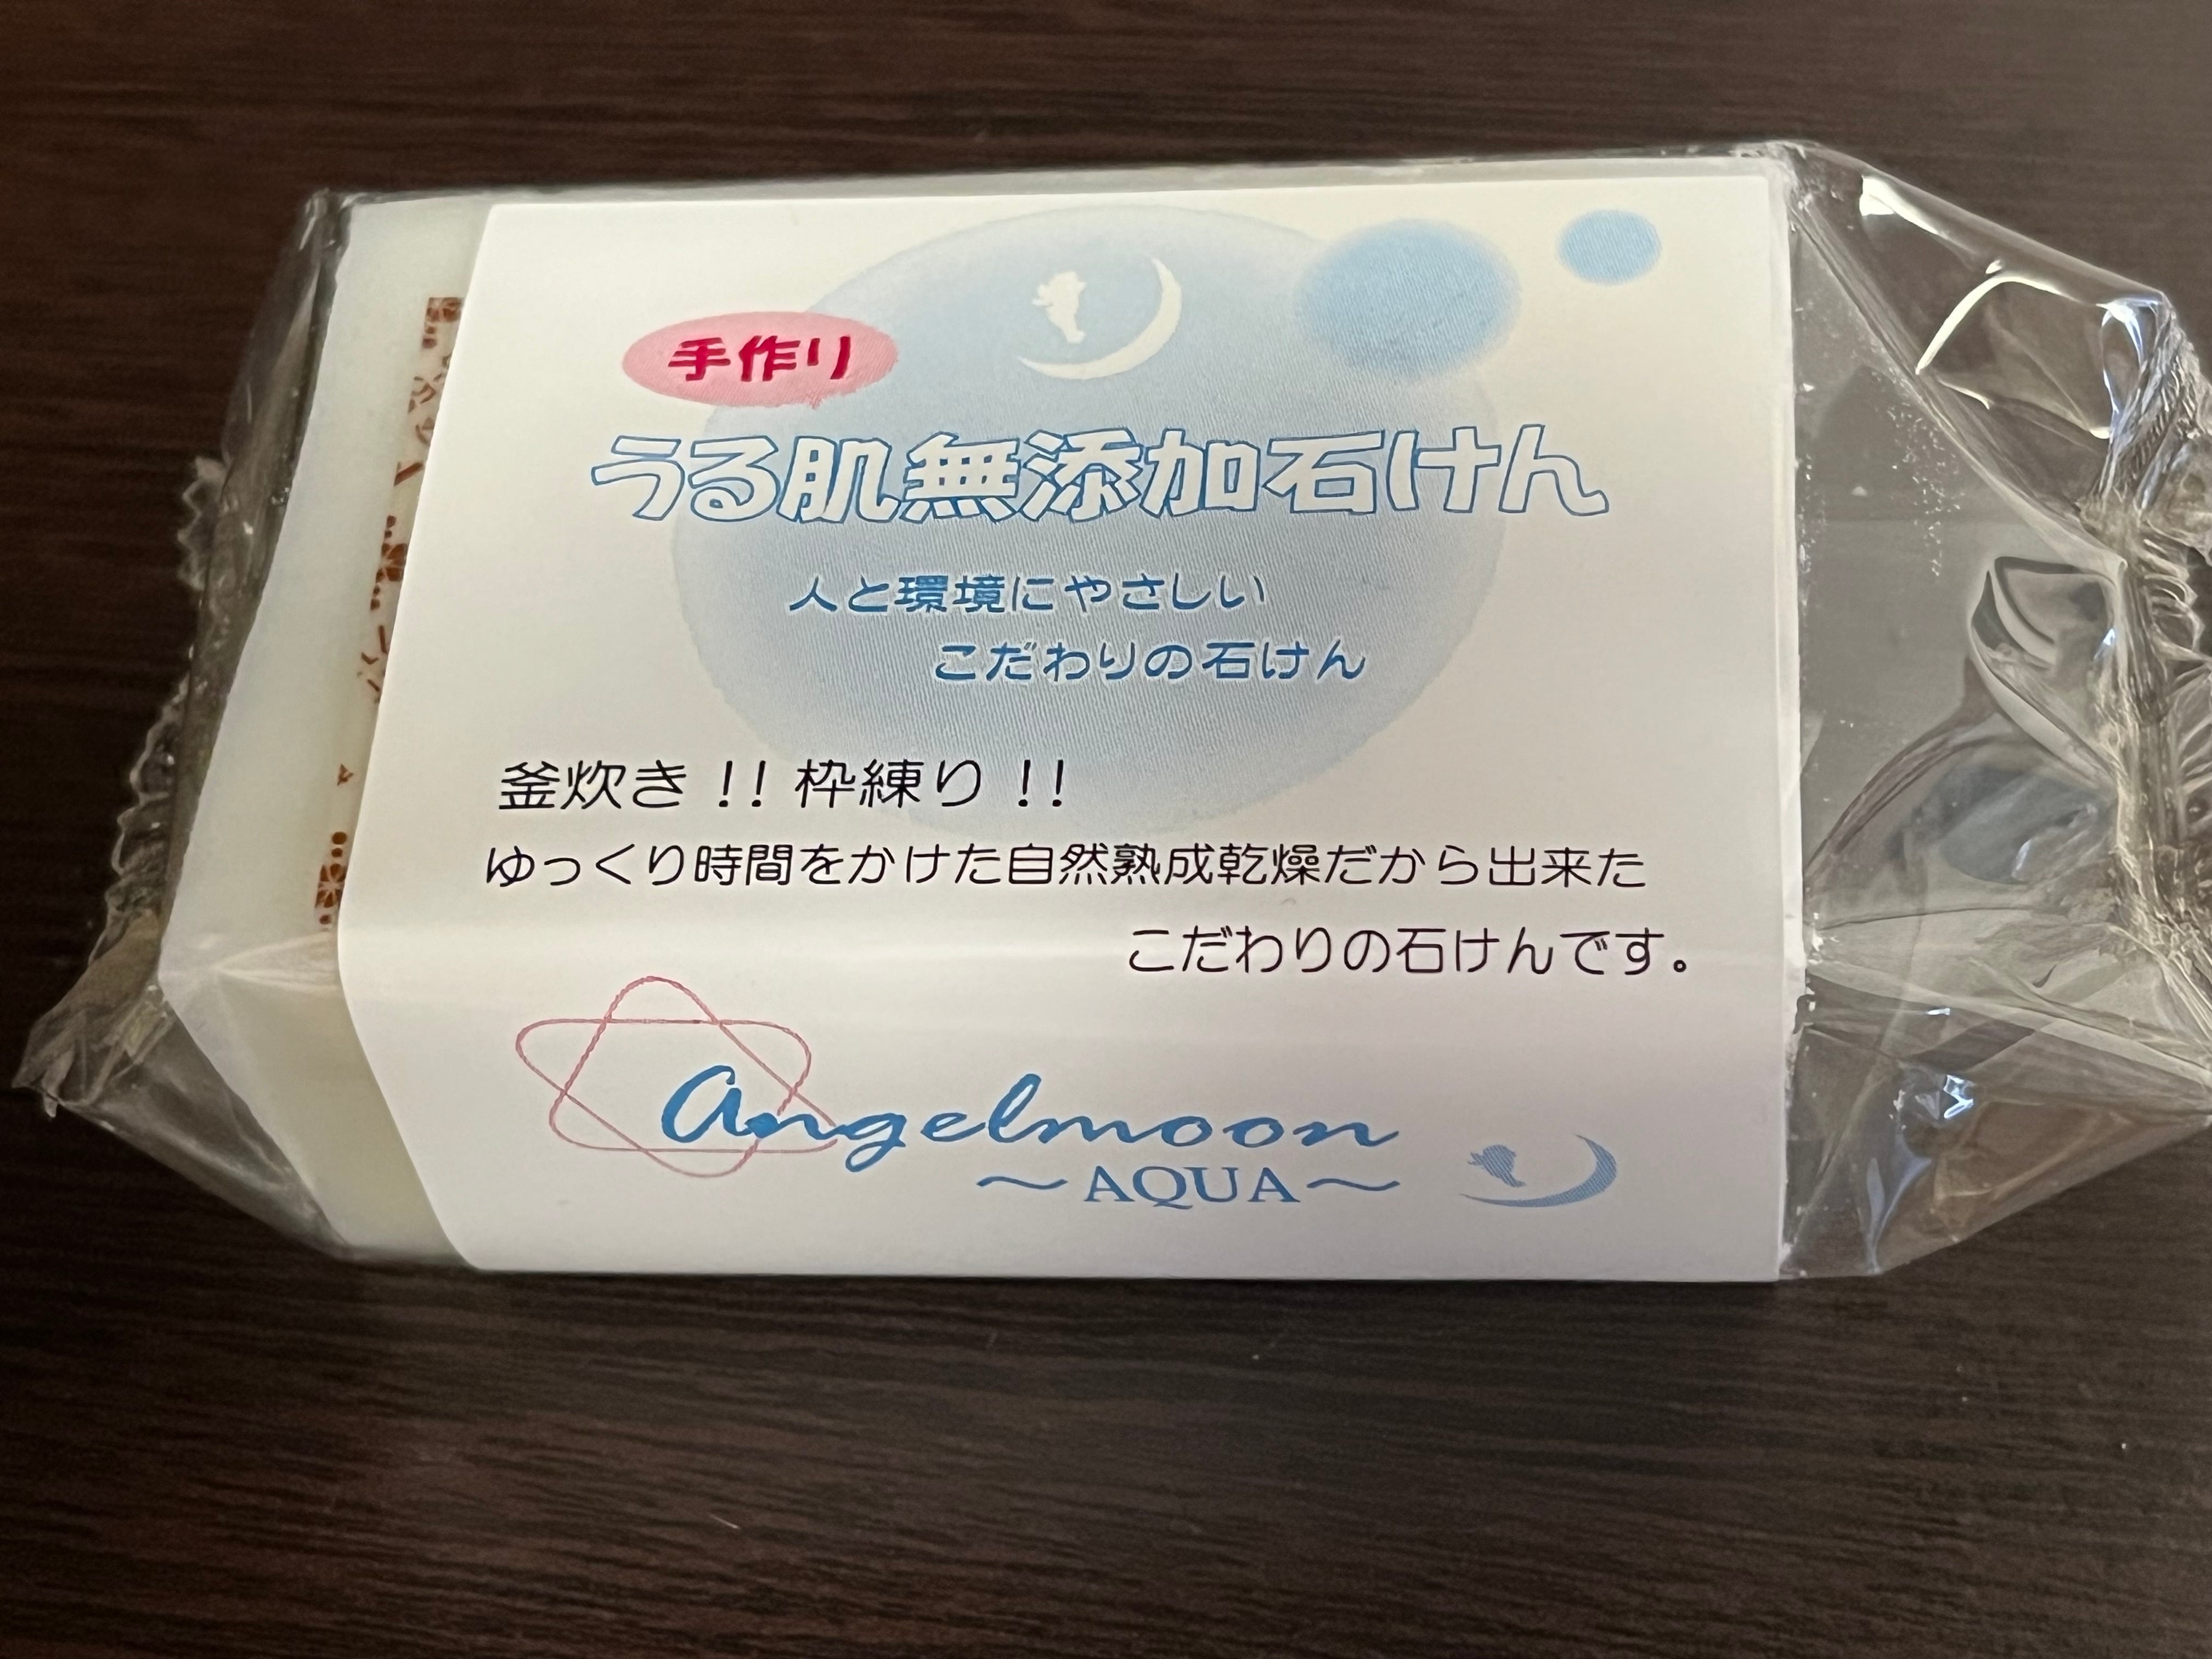 手作り
うる肌無添加石けん
人と環境にやさしい
こだわりの石けん
釜炊き!!枠練り!!
ゆっくり時間をかけた自然熟成乾燥だから出来た
こだわりの石けんです。
angelmoon
～AQUA～